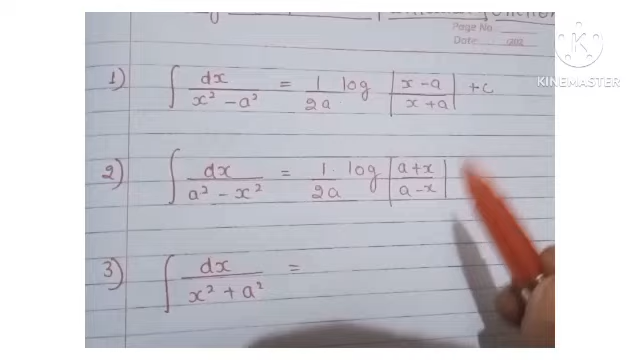 Page No.
Date
KINEMASTER
1) ∫ dx / x² - a² = 1 / 2a log | x - a / x + a | + c
2) ∫ dx / a² - x² = 1 / 2a log | a + x / a - x |
3) ∫ dx / x² + a² =